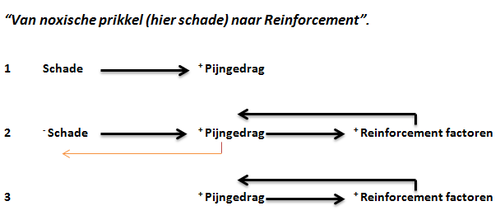 “Van noxische prikkel (hier schade) naar Reinforcement”.
1 Schade + Pijngedrag
2 - Schade + Pijngedrag + Reinforcement factoren
3 + Pijngedrag + Reinforcement factoren